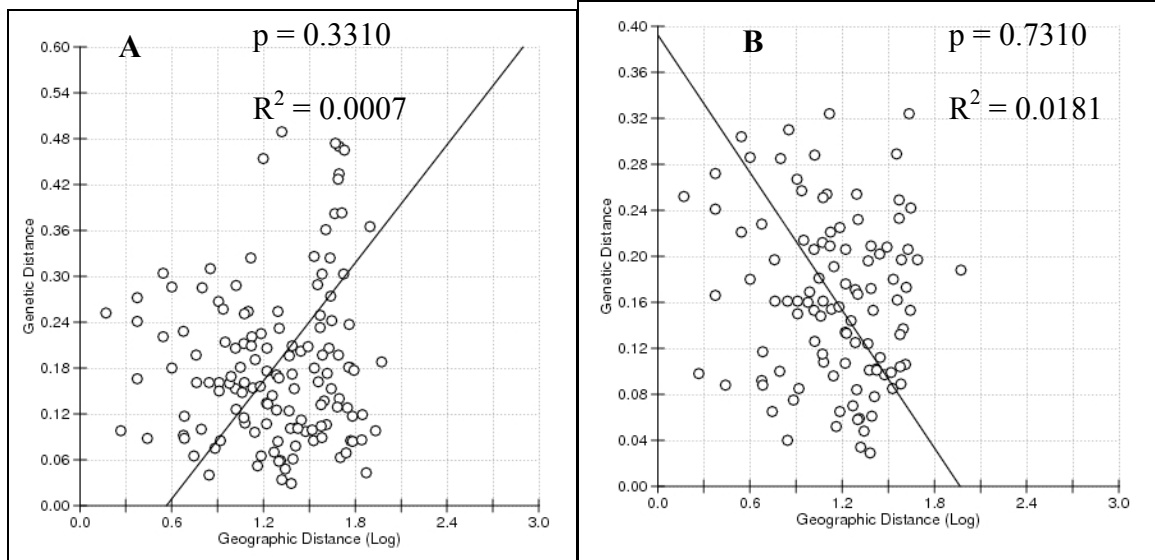 A
p = 0.3310
R² = 0.0007
0.60
0.54
0.48
0.42
0.36
0.30
0.24
0.18
0.12
0.06
0.00
Genetic Distance
0.0 0.6 1.2 1.8 2.4 3.0
Geographic Distance (Log)
B
p = 0.7310
R² = 0.0181
0.40
0.36
0.32
0.28
0.24
0.20
0.16
0.12
0.08
0.04
0.00
Genetic Distance
0.0 0.6 1.2 1.8 2.4 3.0
Geographic Distance (Log)